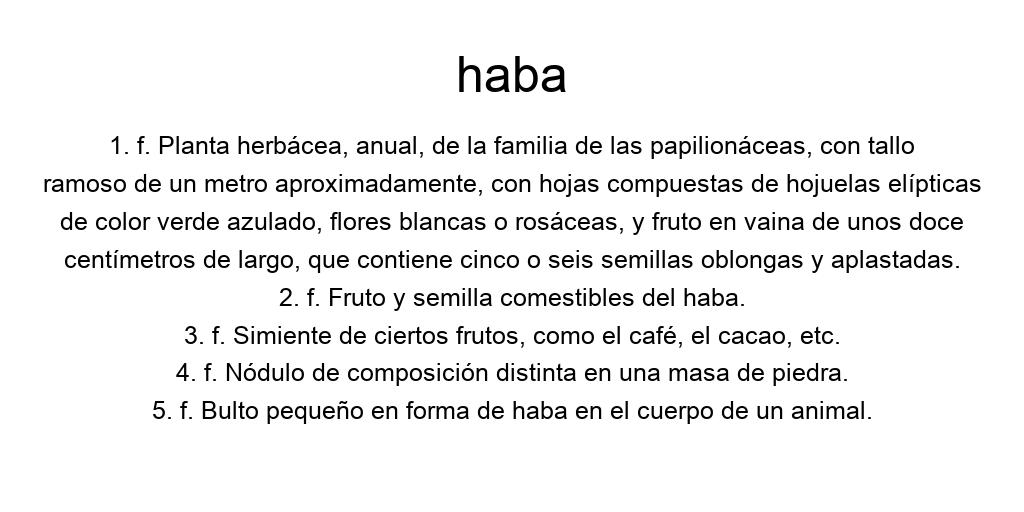 haba
1. f. Planta herbácea, anual, de la familia de las papilionáceas, con tallo
ramoso de un metro aproximadamente, con hojas compuestas de hojuelas elípticas
de color verde azulado, flores blancas o rosáceas, y fruto en vaina de unos doce
centímetros de largo, que contiene cinco o seis semillas oblongas y aplastadas.
2. f. Fruto y semilla comestibles del haba.
3. f. Simiente de ciertos frutos, como el café, el cacao, etc.
4. f. Nódulo de composición distinta en una masa de piedra.
5. f. Bulto pequeño en forma de haba en el cuerpo de un animal.